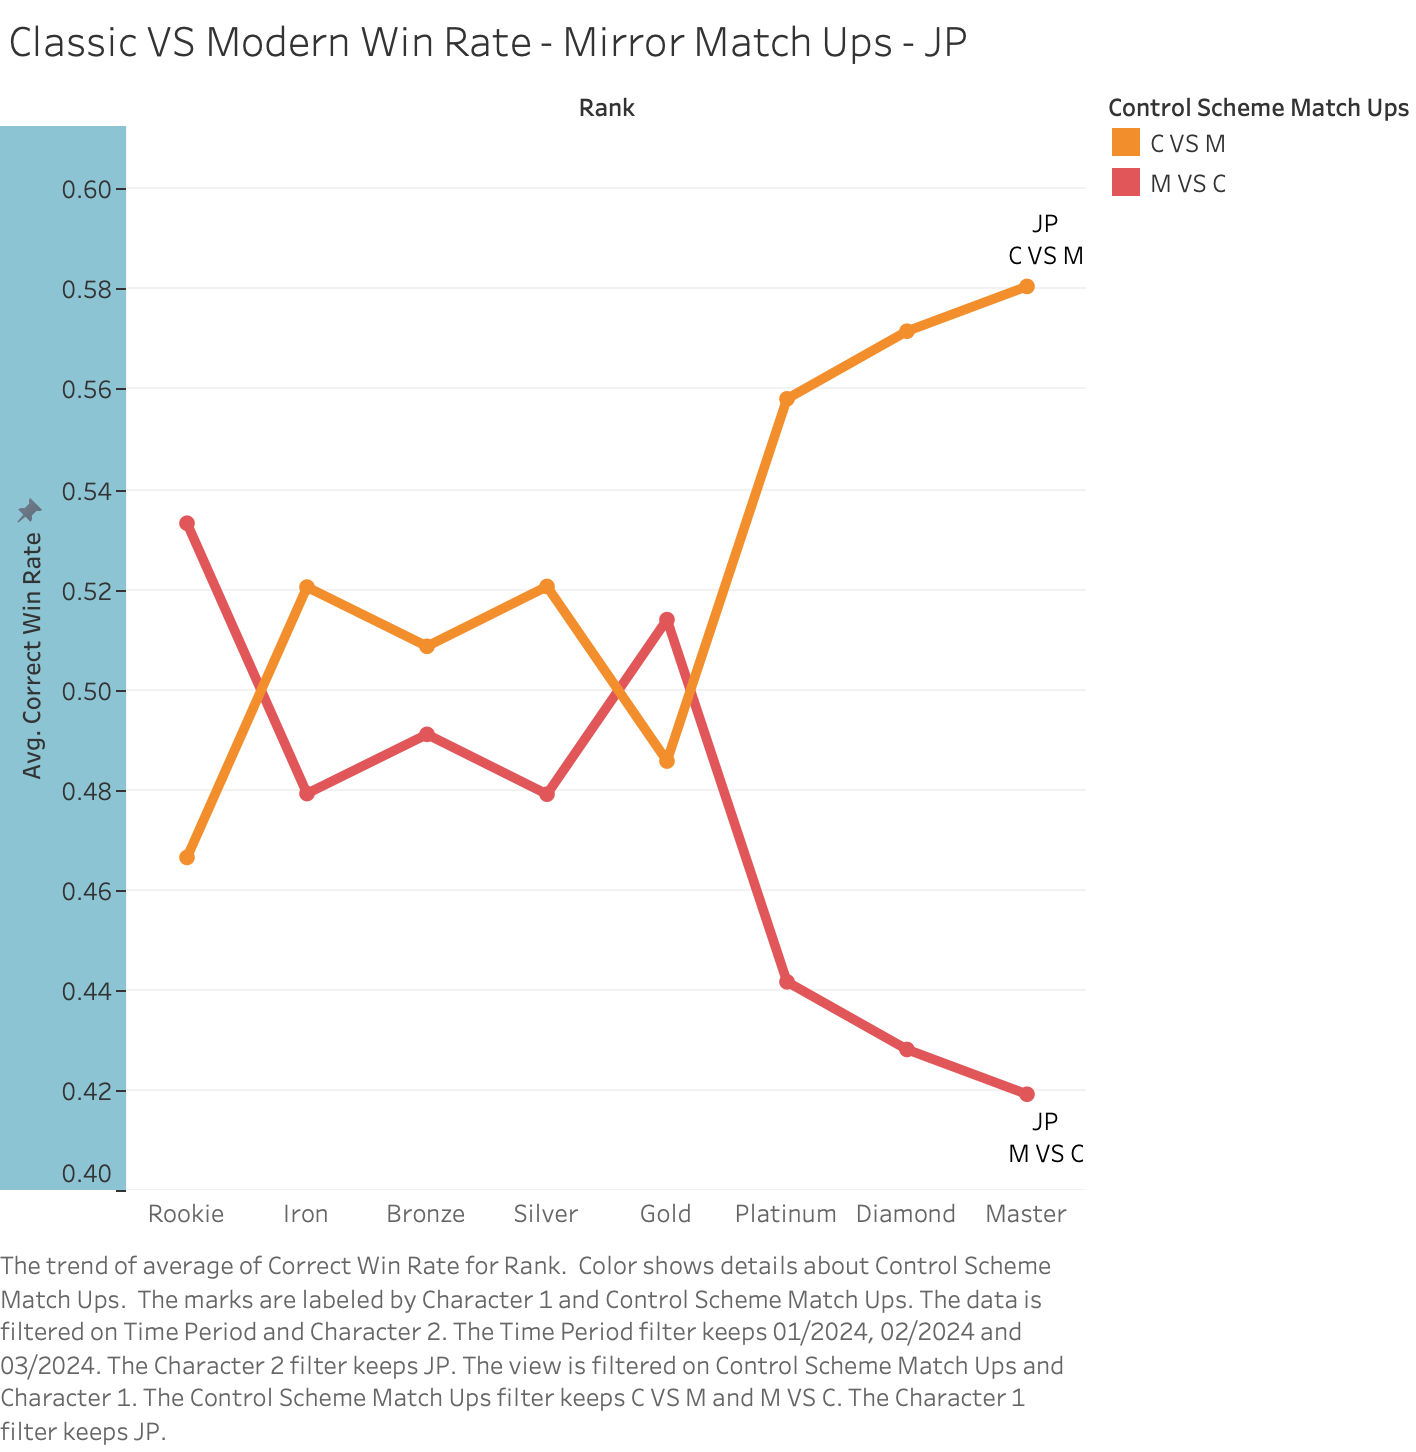 Classic VS Modern Win Rate - Mirror Match Ups - JP
Rank
Control Scheme Match Ups
C VS M
M VS C
0.60
0.58
0.56
0.54
0.52
0.50
0.48
0.46
0.44
0.42
0.40
Avg. Correct Win Rate
JP
C VS M
JP
M VS C
Rookie Iron Bronze Silver Gold Platinum Diamond Master
The trend of average of Correct Win Rate for Rank.  Color shows details about Control Scheme
Match Ups.  The marks are labeled by Character 1 and Control Scheme Match Ups. The data is
filtered on Time Period and Character 2. The Time Period filter keeps 01/2024, 02/2024 and
03/2024. The Character 2 filter keeps JP. The view is filtered on Control Scheme Match Ups and
Character 1. The Control Scheme Match Ups filter keeps C VS M and M VS C. The Character 1
filter keeps JP.